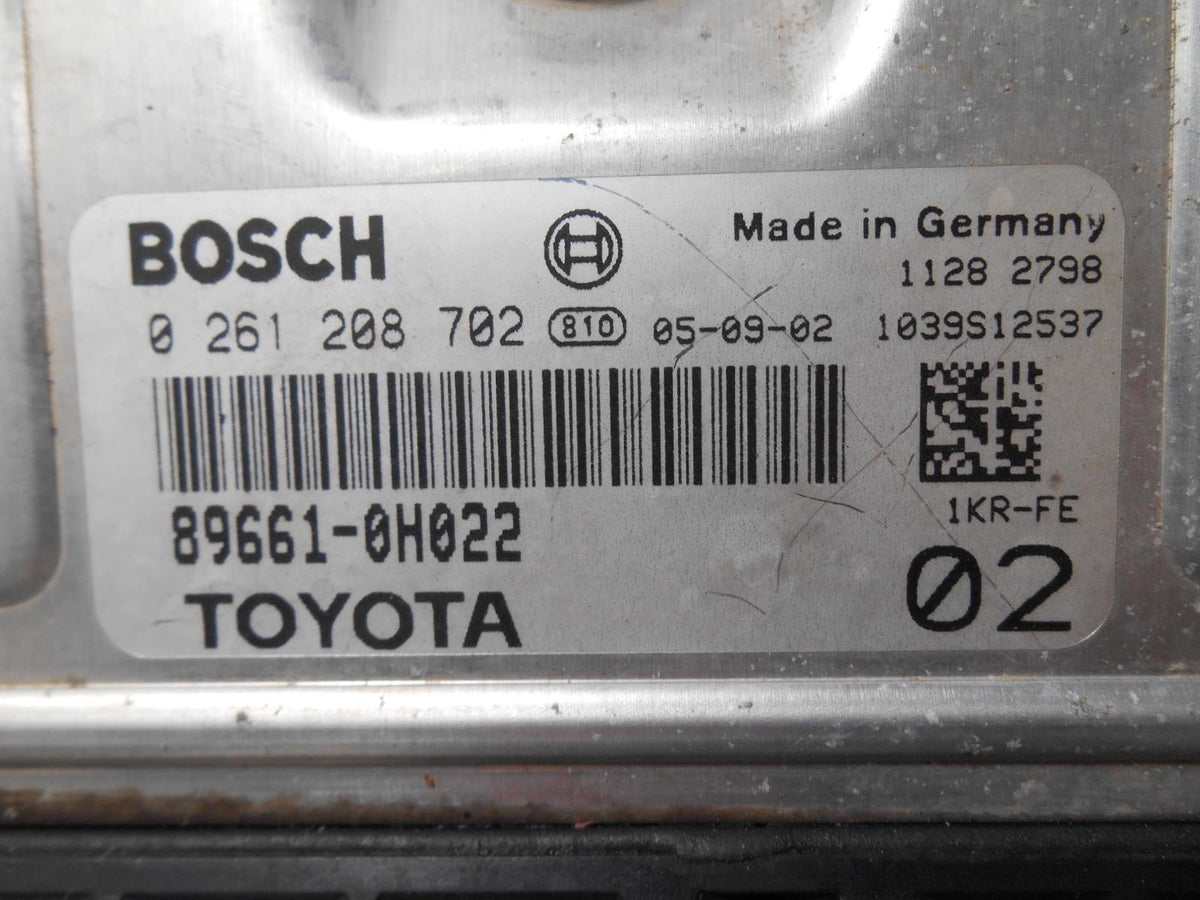 BOSCH
Made in Germany
1128 2798
0 261 208 702 810 05-09-02 1039S12537
89661-0H022
1KR-FE
TOYOTA
02